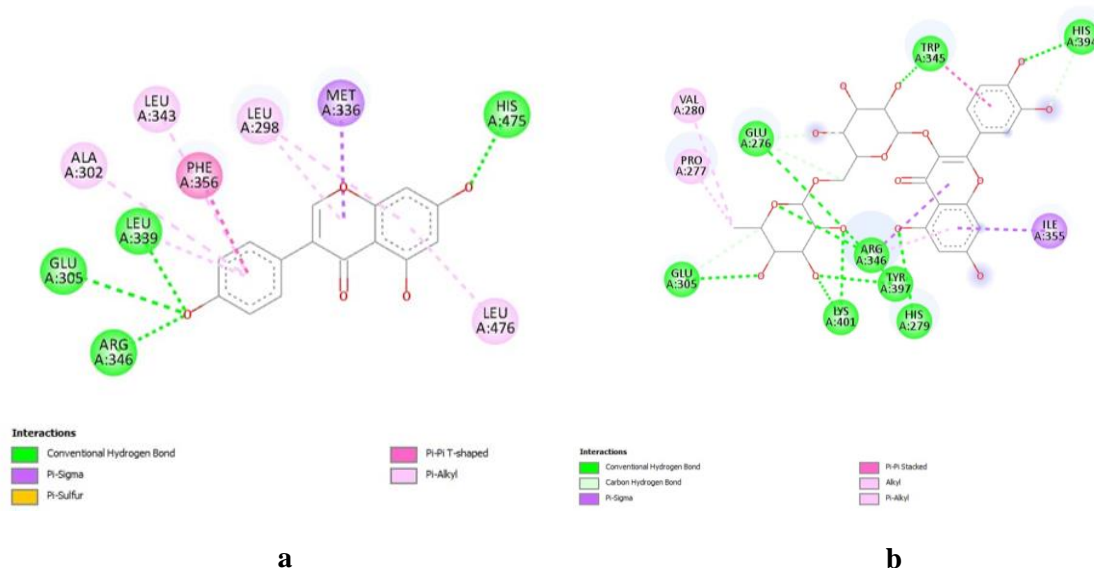 LEU
A:343
LEU
A:298
MET
A:336
HIS
A:475
ALA
A:302
PHE
A:356
LEU
A:339
GLU
A:305
ARG
A:346
LEU
A:476
Interactions
Conventional Hydrogen Bond
Pi-Sigma
Pi-Sulfur
Pi-Pi T-shaped
Pi-Alkyl
a
TRP
A:345
HIS
A:394
VAL
A:280
GLU
A:276
PRO
A:277
ILE
A:355
ARG
A:346
GLU
A:305
TYR
A:397
LYS
A:401
HIS
A:279
Interactions
Conventional Hydrogen Bond
Carbon Hydrogen Bond
Pi-Sigma
Pi-Pi Stacked
Alkyl
Pi-Alkyl
b